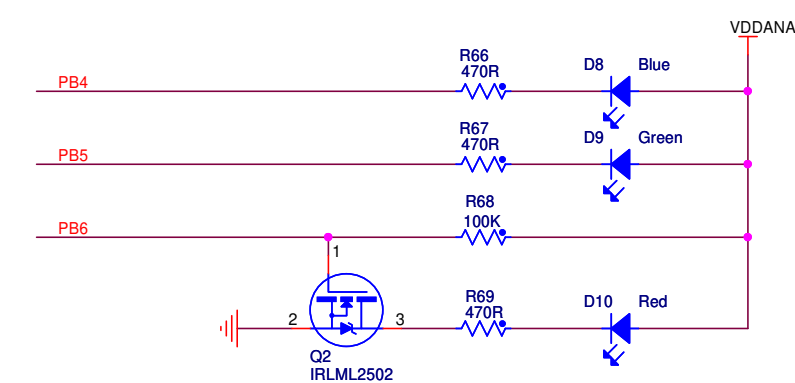 VDDANA
R66
470R
D8 Blue
PB4
R67
470R
D9 Green
PB5
R68
100K
PB6
1
R69
470R
D10 Red
2 3
Q2
IRLML2502